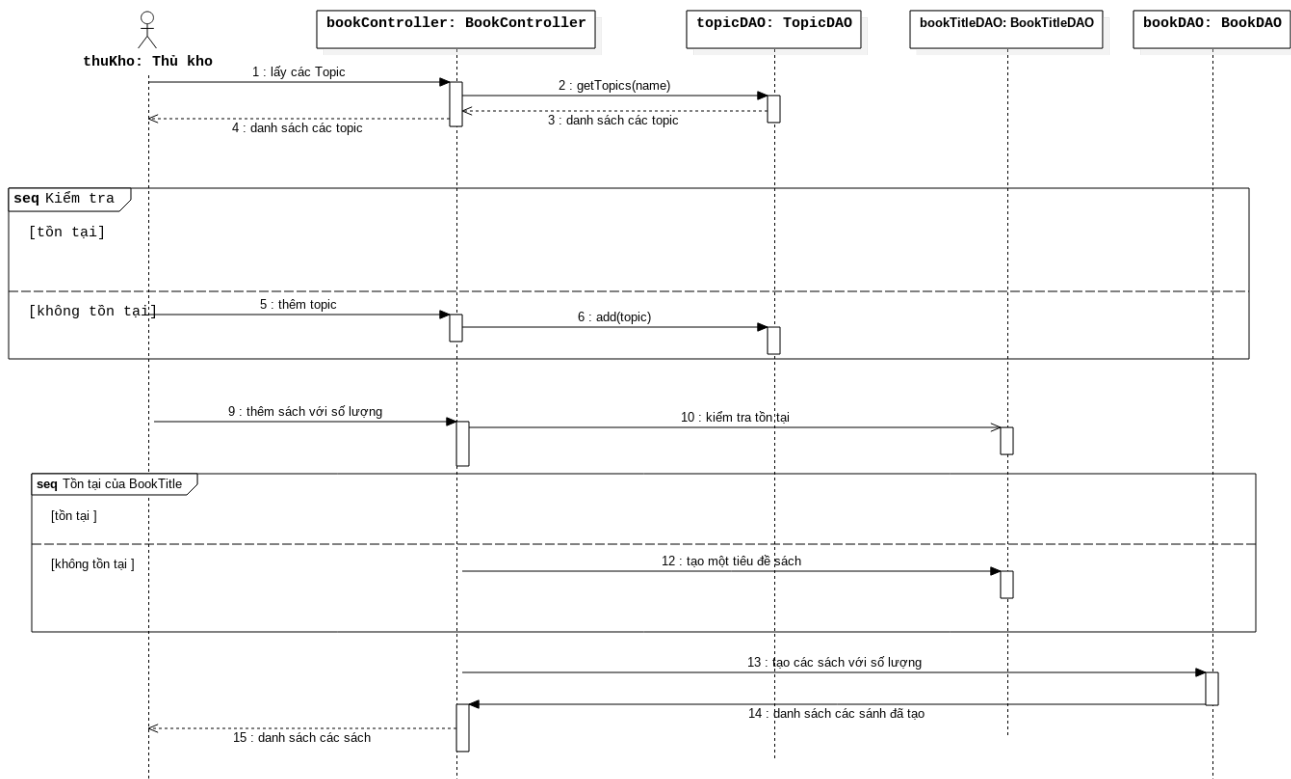 bookController: BookController
topicDAO: TopicDAO
bookTitleDAO: BookTitleDAO
bookDAO: BookDAO
thuKho: Thủ kho
1 : lấy các Topic
2 : getTopics(name)
3 : danh sách các topic
4 : danh sách các topic
seq Kiểm tra
[tồn tại]
[không tồn tại]
5 : thêm topic
6 : add(topic)
9 : thêm sách với số lượng
10 : kiểm tra tồn tại
seq Tồn tại của BookTitle
[tồn tại ]
[không tồn tại ]
12 : tạo một tiêu đề sách
13 : tạo các sách với số lượng
14 : danh sách các sánh đã tạo
15 : danh sách các sách